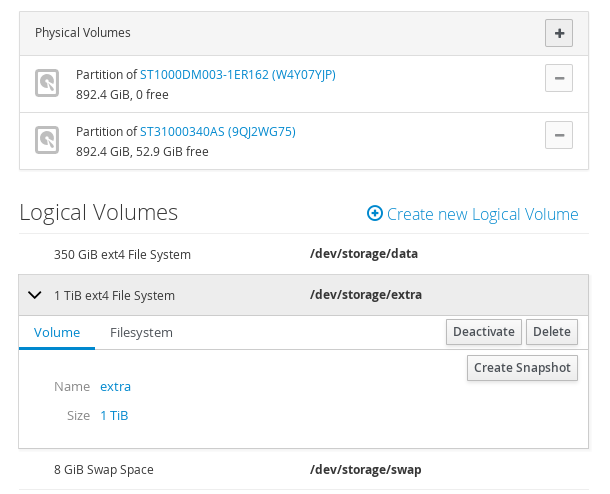 Physical Volumes
Partition of ST1000DM003-1ER162 (W4Y07YJP)
892.4 GiB, 0 free
Partition of ST31000340AS (9QJ2WG75)
892.4 GiB, 52.9 GiB free
Logical Volumes
Create new Logical Volume
350 GiB ext4 File System /dev/storage/data
1 TiB ext4 File System /dev/storage/extra
Volume Filesystem Deactivate Delete
Create Snapshot
Name extra
Size 1 TiB
8 GiB Swap Space /dev/storage/swap